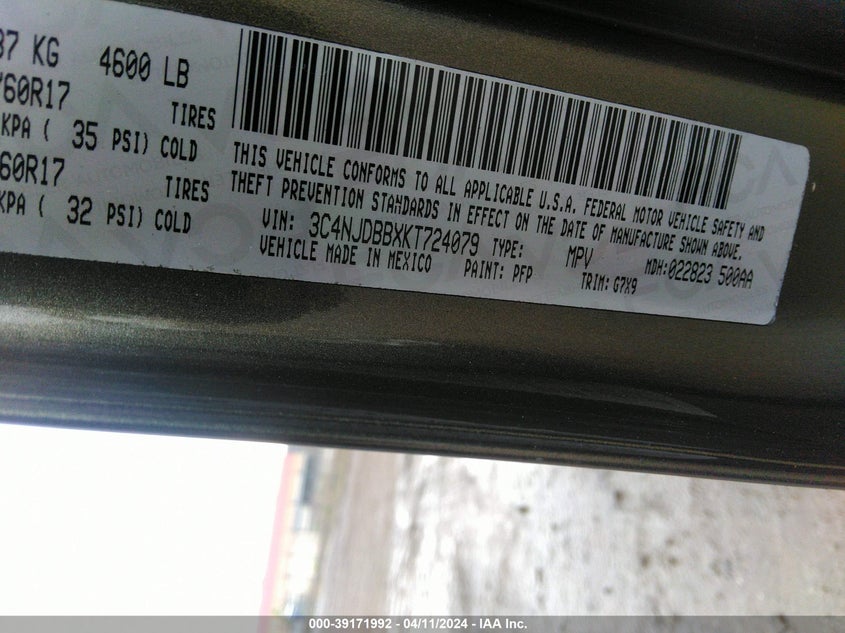 87 KG 4600 LB
/60R17 TIRES
KPA ( 35 PSI) COLD
60R17 TIRES
KPA ( 32 PSI) COLD
THIS VEHICLE CONFORMS TO ALL APPLICABLE U.S.A. FEDERAL MOTOR VEHICLE SAFETY AND
THEFT PREVENTION STANDARDS IN EFFECT ON THE DATE OF MANUFACTURE SHOWN ABOVE.
VIN: 3C4NJDBBXKT724079 TYPE: MPV MDH:022823 500AA
VEHICLE MADE IN MEXICO PAINT: PFP TRIM: G7X9
000-39171992 - 04/11/2024 - IAA Inc.